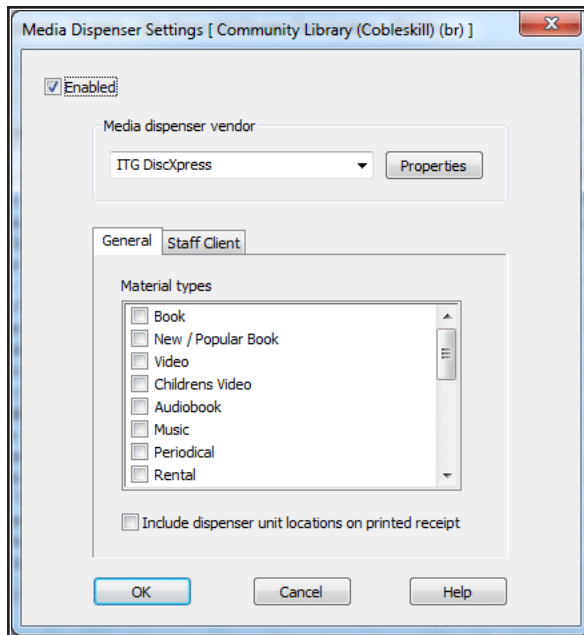 Media Dispenser Settings [ Community Library (Cobleskill) (br) ]
Enabled
Media dispenser vendor
ITG DiscXpress
Properties
General
Staff Client
Material types
Book
New / Popular Book
Video
Childrens Video
Audiobook
Music
Periodical
Rental
Include dispenser unit locations on printed receipt
OK
Cancel
Help